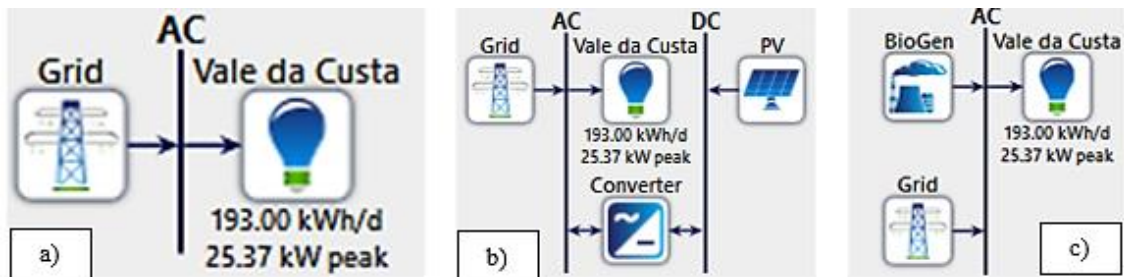 AC
Grid
Vale da Custa
193.00 kWh/d
25.37 kW peak
a)
AC
DC
Grid
Vale da Custa
PV
193.00 kWh/d
25.37 kW peak
Converter
b)
AC
BioGen
Vale da Custa
193.00 kWh/d
25.37 kW peak
Grid
c)